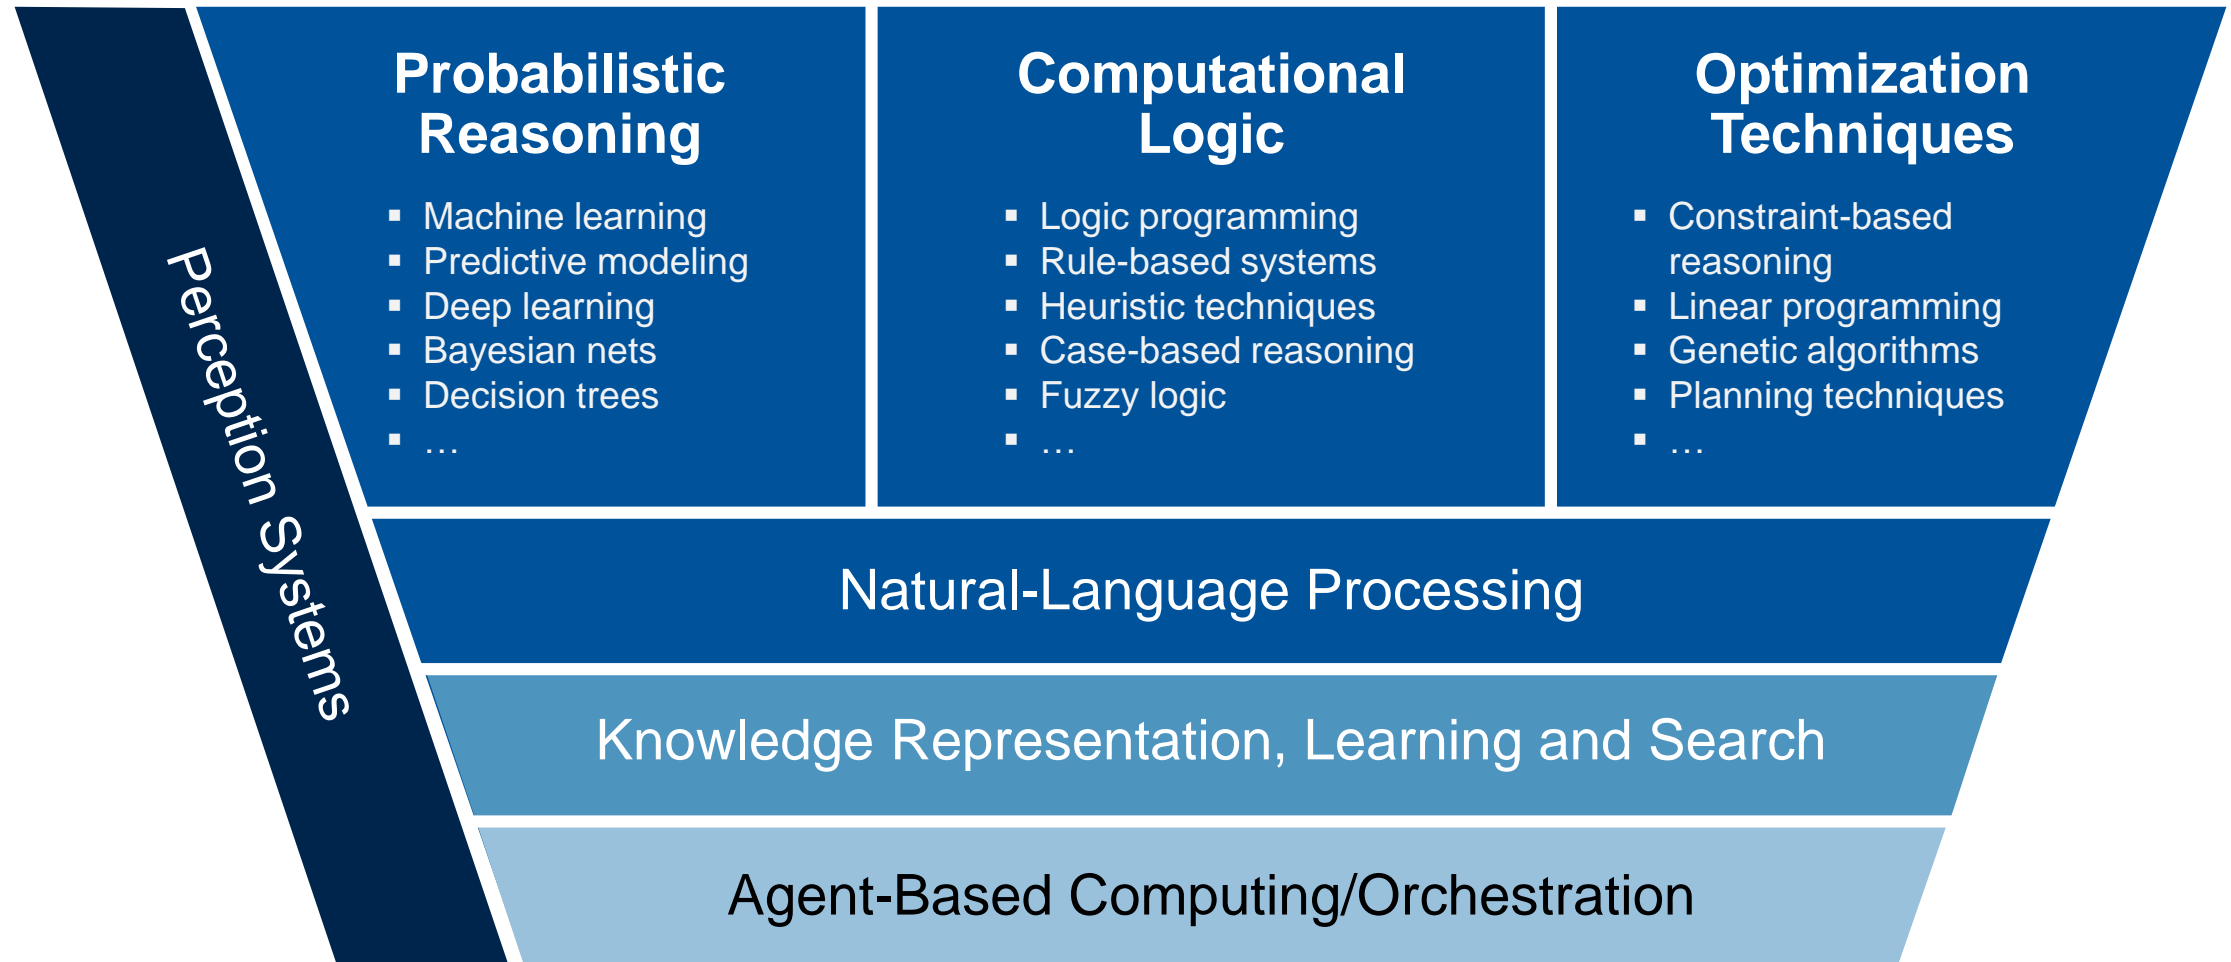 Perception Systems
Probabilistic
Reasoning
▪ Machine learning
▪ Predictive modeling
▪ Deep learning
▪ Bayesian nets
▪ Decision trees
▪ …
Computational
Logic
▪ Logic programming
▪ Rule-based systems
▪ Heuristic techniques
▪ Case-based reasoning
▪ Fuzzy logic
▪ …
Optimization
Techniques
▪ Constraint-based
reasoning
▪ Linear programming
▪ Genetic algorithms
▪ Planning techniques
▪ …
Natural-Language Processing
Knowledge Representation, Learning and Search
Agent-Based Computing/Orchestration